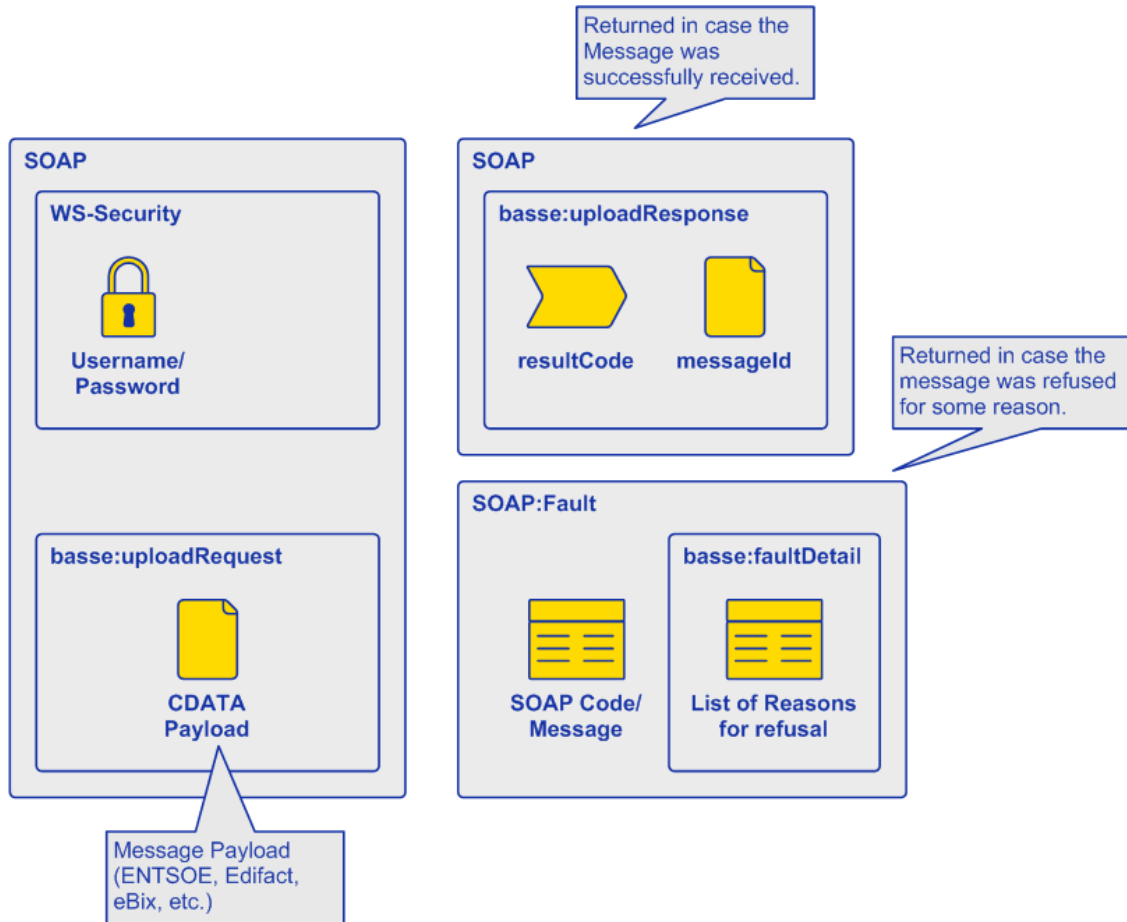 Returned in case the
Message was
successfully received.
SOAP
WS-Security
Username/
Password
basse:uploadRequest
CDATA
Payload
Message Payload
(ENTSOE, Edifact,
eBix, etc.)
SOAP
basse:uploadResponse
resultCode
messageId
Returned in case the
message was refused
for some reason.
SOAP:Fault
SOAP Code/
Message
basse:faultDetail
List of Reasons
for refusal